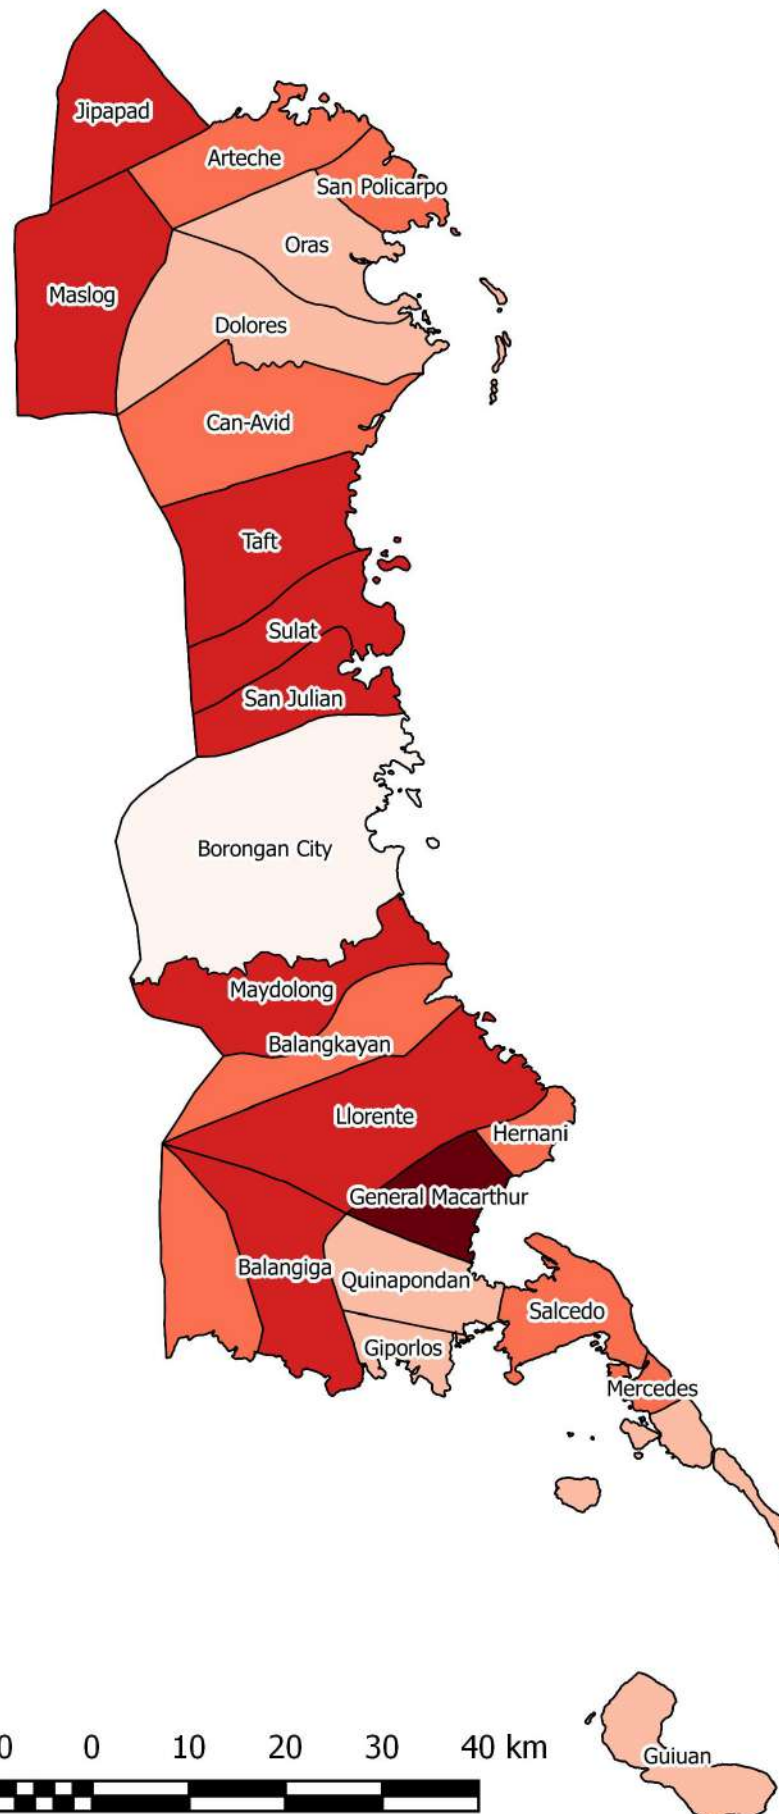 Jipapad
Arteche
San Policarpo
Oras
Maslog
Dolores
Can-Avid
Taft
Sulat
San Julian
Borongan City
Maydolong
Balangkayan
Llorente
Hernani
General Macarthur
Balangiga
Quinapondan
Salcedo
Giporlos
Mercedes
0 0 10 20 30 40 km
Guiuan